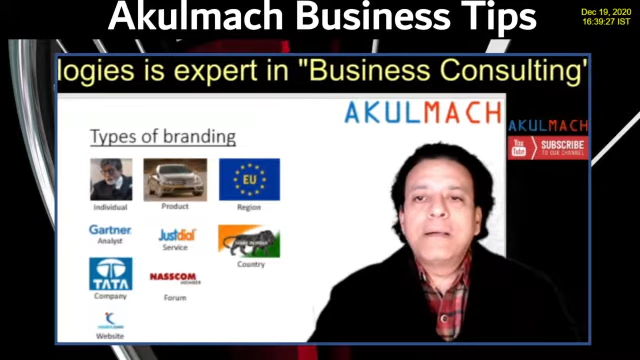 Akulmach Business Tips
Dec 19, 2020
16:39:27 IST
logies is expert in "Business Consulting"
AKULMACH
AKULMACH
You Tube SUBSCRIBE
TO OUR CHANNEL
Types of branding
EU
Individual Product Region
Gartner Justdial
Analyst Service
Country
TATA NASSCOM
MEMBER
Company Forum
Website